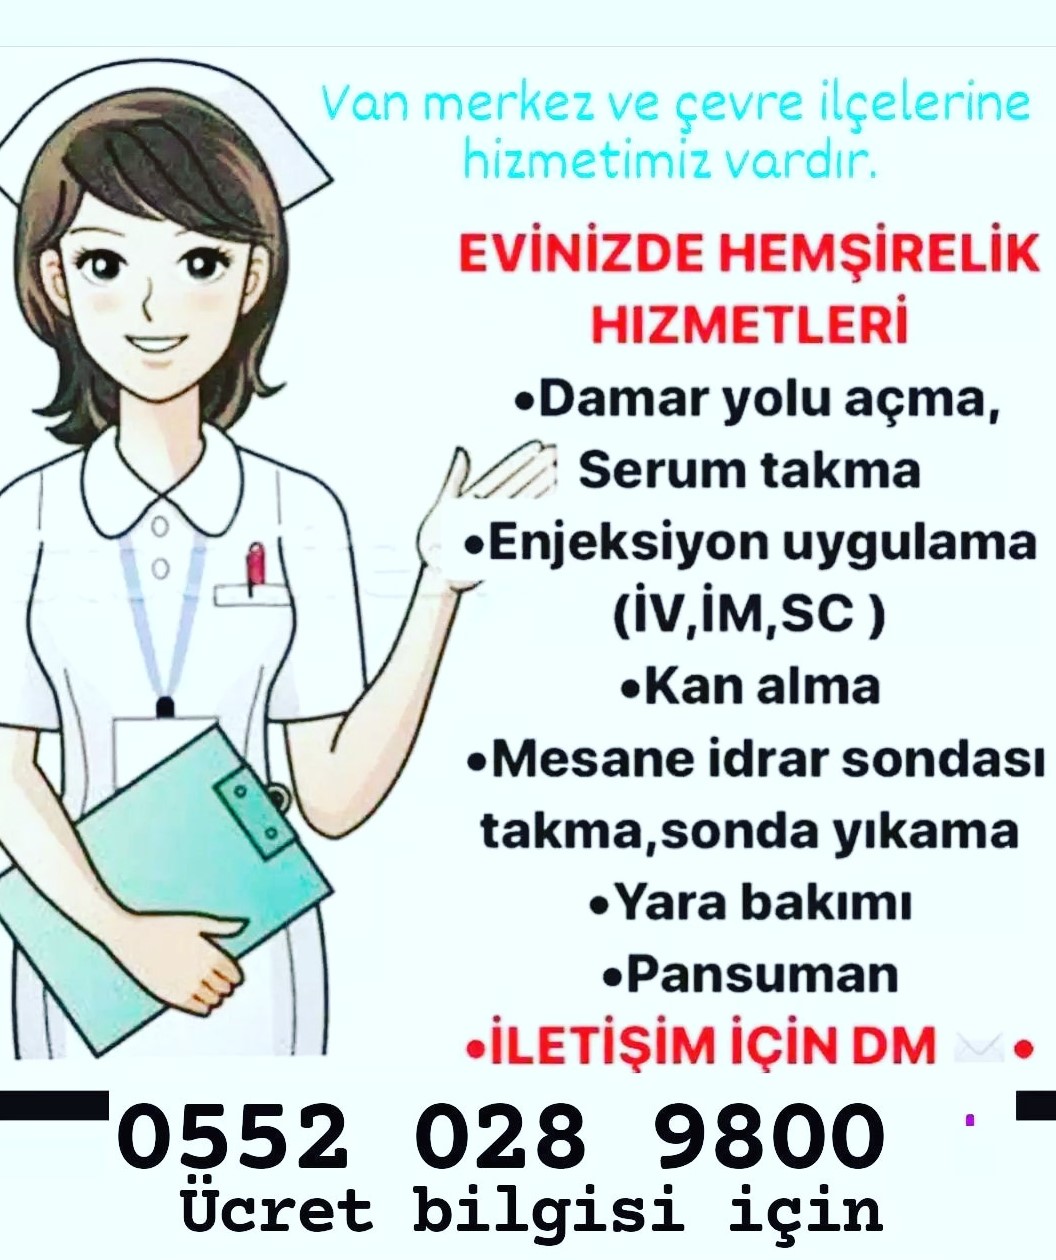 Van merkez ve çevre ilçelerine
hizmetimiz vardır.
EVİNİZDE HEMŞİRELİK
HIZMETLERİ
•Damar yolu açma,
Serum takma
•Enjeksiyon uygulama
(İV,İM,SC )
•Kan alma
•Mesane idrar sondası
takma,sonda yıkama
•Yara bakımı
•Pansuman
•İLETİŞİM İÇİN DM ✉️•
0552 028 9800
Ücret bilgisi için